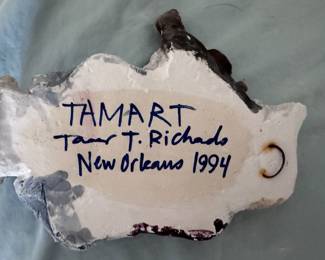 TAMART
Tamar T. Richards
New Orleans 1994